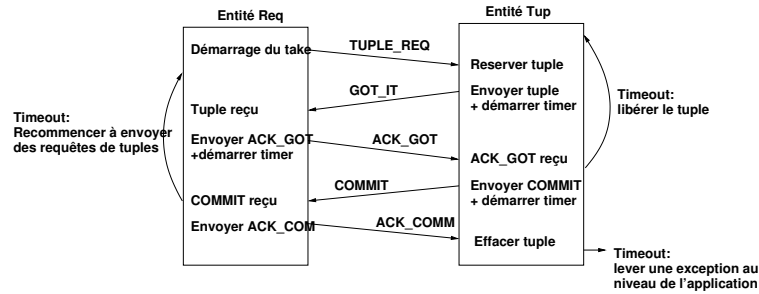 Entité Req
Entité Tup
Démarrage du take
TUPLE_REQ
Reserver tuple
GOT_IT
Envoyer tuple
+ démarrer timer
Timeout:
libérer le tuple
Tuple reçu
Timeout:
Recommencer à envoyer
des requêtes de tuples
Envoyer ACK_GOT
+démarrer timer
ACK_GOT
ACK_GOT reçu
COMMIT
Envoyer COMMIT
+ démarrer timer
COMMIT reçu
Envoyer ACK_COM
ACK_COMM
Effacer tuple
Timeout:
lever une exception au
niveau de l'application